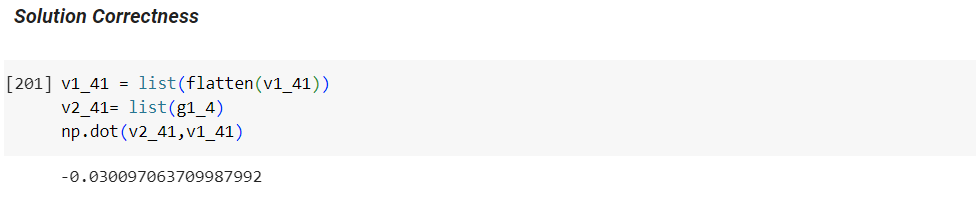 Solution Correctness
[201] v1_41 = list(flatten(v1_41))
v2_41= list(g1_4)
np.dot(v2_41,v1_41)
-0.030097063709987992